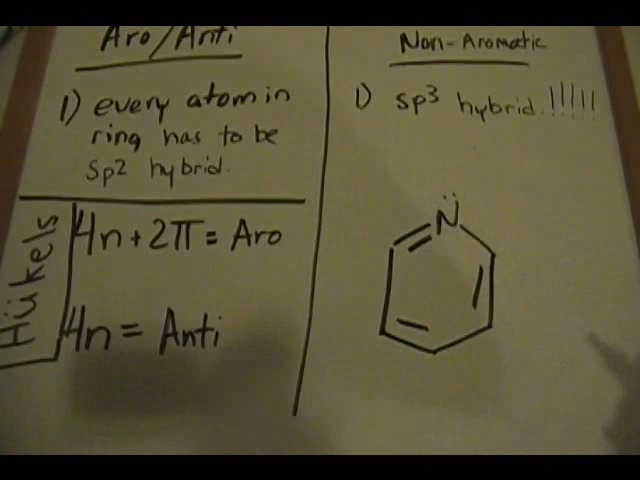 Aro/Anti
1) every atom in
ring has to be
sp2 hybrid.
Hükels
4n+2π = Aro
4n = Anti
Non-Aromatic
1) sp³ hybrid.!!!!!
N